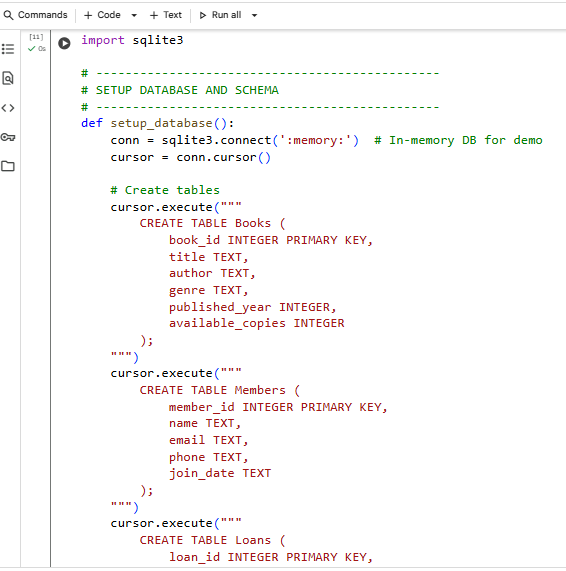 Commands + Code + Text Run all
[11]
0s
import sqlite3
# -----------------------------------------------
# SETUP DATABASE AND SCHEMA
# -----------------------------------------------
def setup_database():
    conn = sqlite3.connect(':memory:')  # In-memory DB for demo
    cursor = conn.cursor()
    # Create tables
    cursor.execute("""
        CREATE TABLE Books (
            book_id INTEGER PRIMARY KEY,
            title TEXT,
            author TEXT,
            genre TEXT,
            published_year INTEGER,
            available_copies INTEGER
        );
    """)
    cursor.execute("""
        CREATE TABLE Members (
            member_id INTEGER PRIMARY KEY,
            name TEXT,
            email TEXT,
            phone TEXT,
            join_date TEXT
        );
    """)
    cursor.execute("""
        CREATE TABLE Loans (
            loan_id INTEGER PRIMARY KEY,